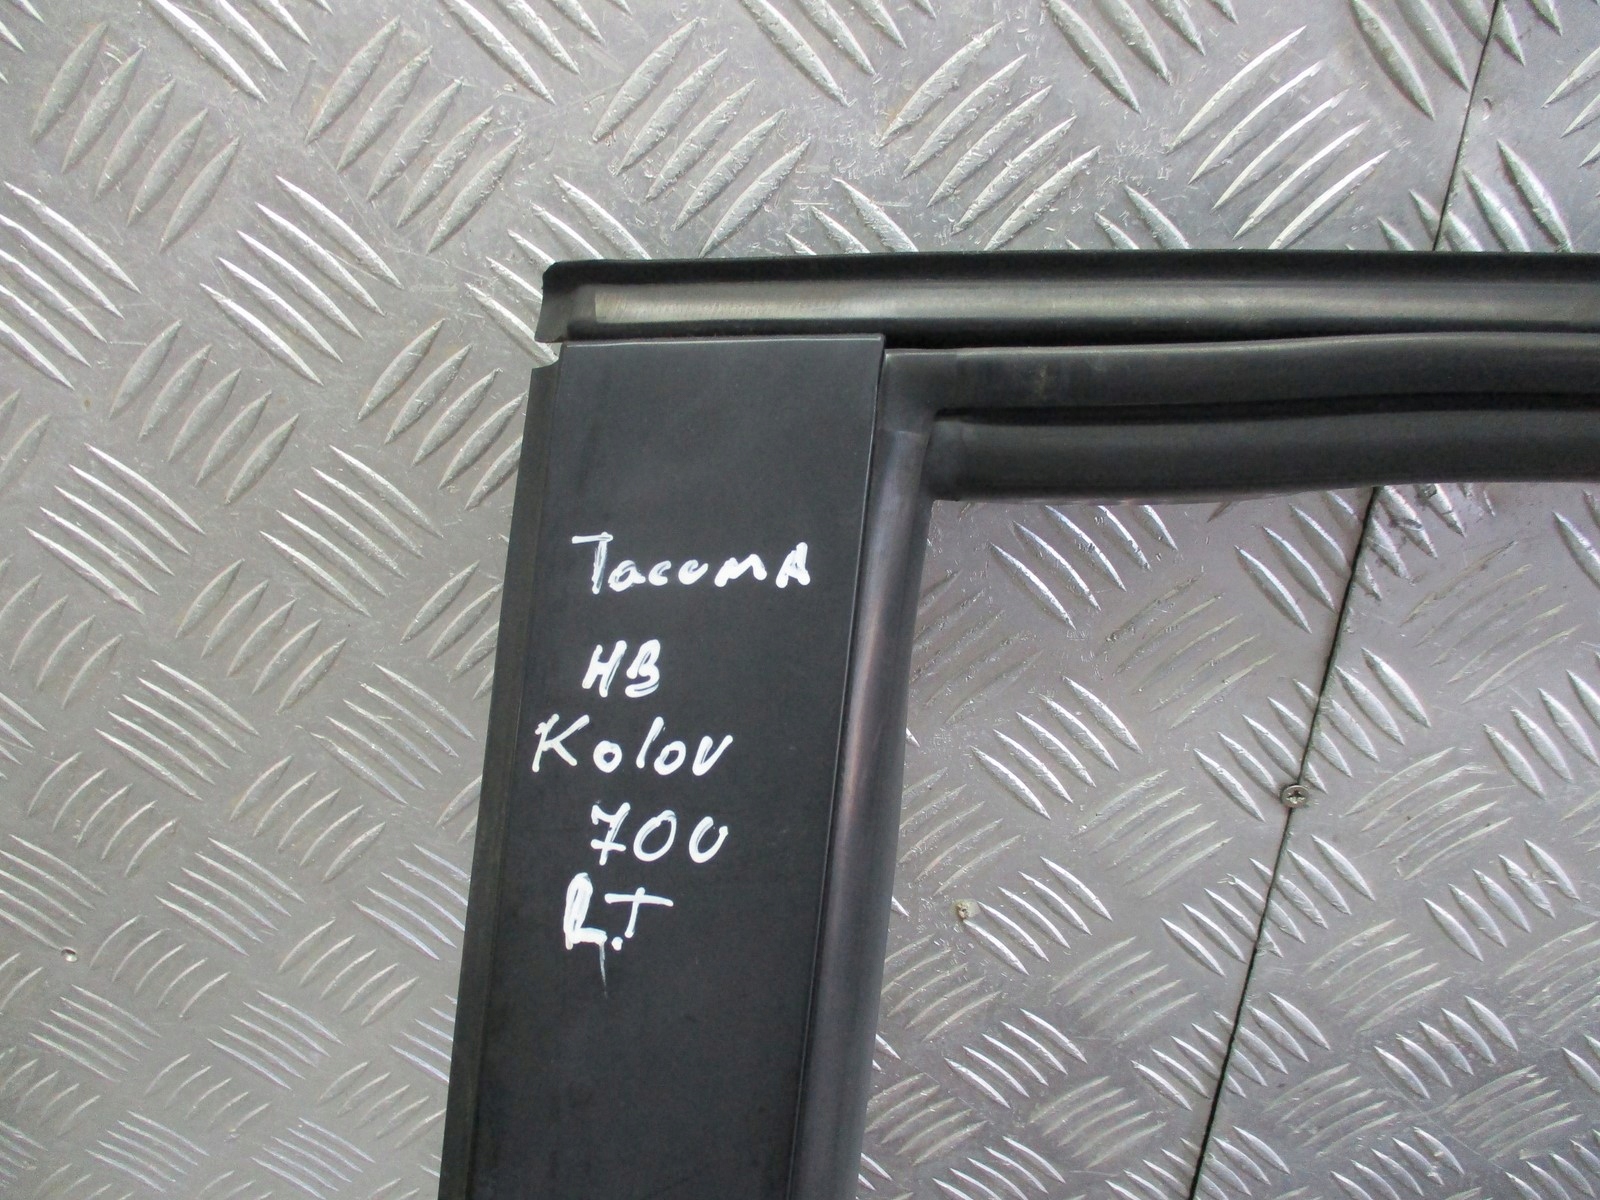 Tacoma
HB
Kolov
700
R.T